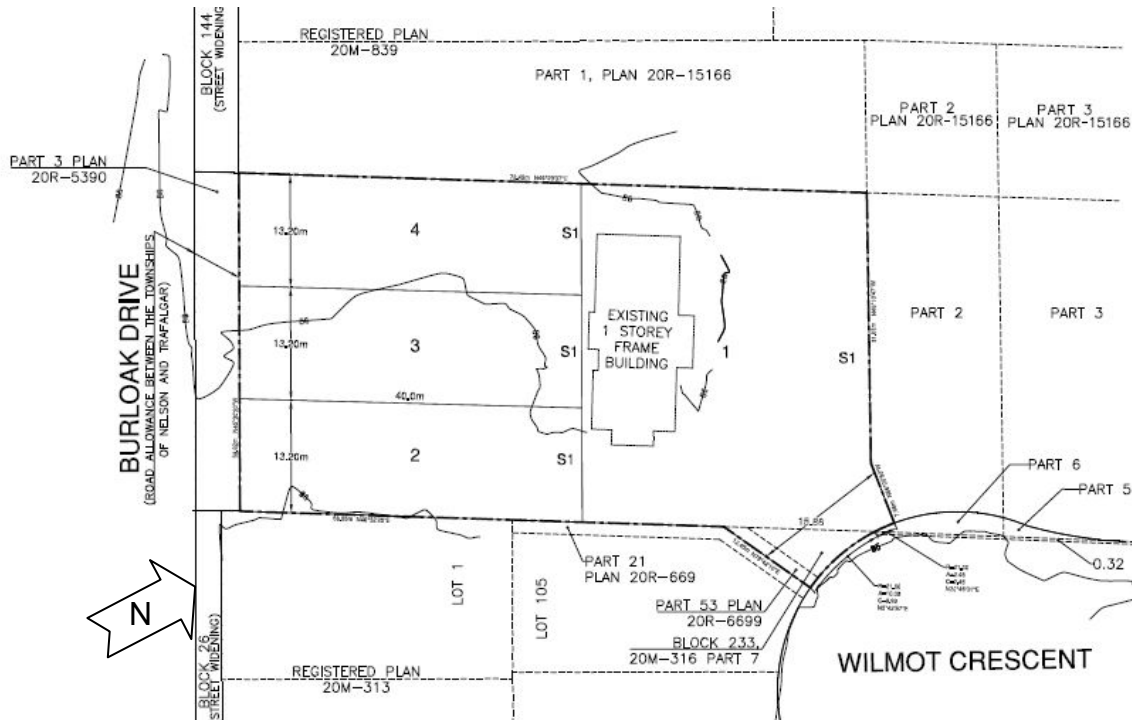 BLOCK 144
(STREET WIDENING)
REGISTERED PLAN
20M-839
PART 1, PLAN 20R-15166
PART 2
PLAN 20R-15166
PART 3
PLAN 20R-15166
PART 3 PLAN
20R-5390
BURLOAK DRIVE
(ROAD ALLOWANCE BETWEEN THE TOWNSHIPS
OF NELSON AND TRAFALGAR)
13.20m
4
S1
13.20m
3
S1
40.0m
13.20m
2
S1
EXISTING
1 STOREY
FRAME
BUILDING
1
S1
PART 2
PART 3
PART 6
PART 5
18.86
0.32
PART 21
PLAN 20R-669
PART 53 PLAN
20R-6699
BLOCK 233,
20M-316 PART 7
LOT 1
LOT 105
N
BLOCK 26
STREET WIDENING)
REGISTERED PLAN
20M-313
WILMOT CRESCENT